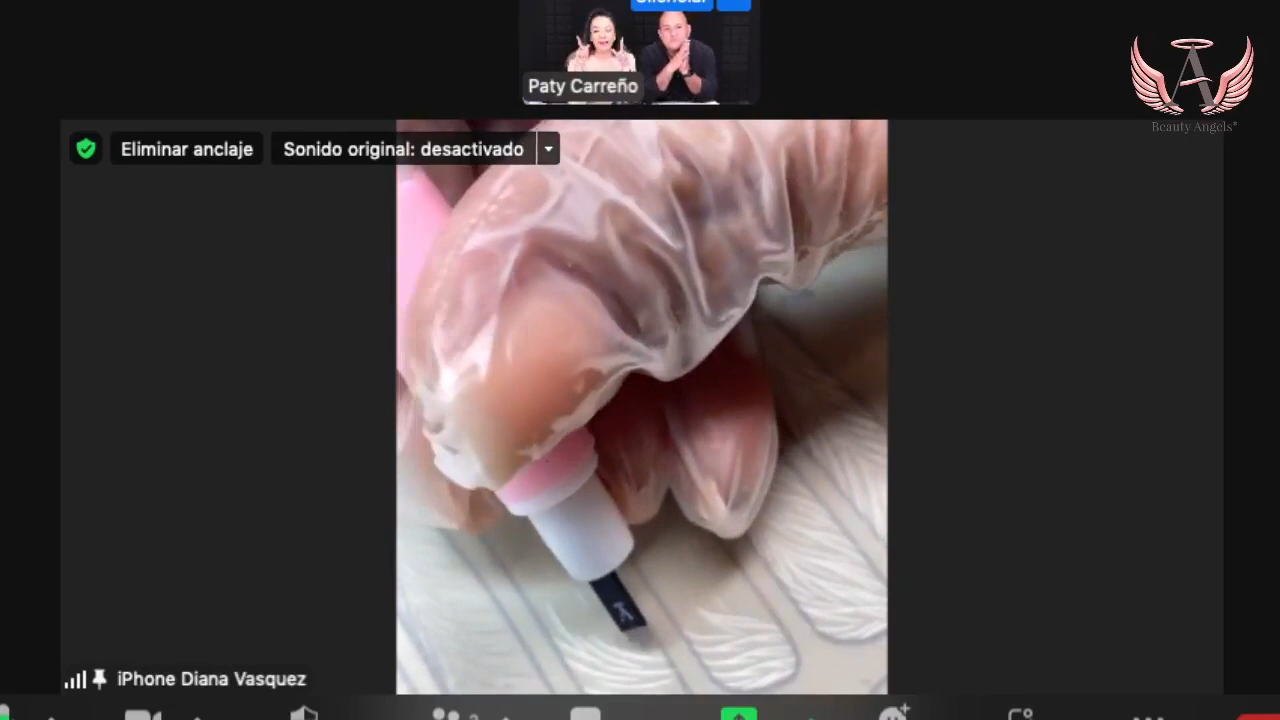 Paty Carreño
Beauty Angels*
Eliminar anclaje
Sonido original: desactivado
iPhone Diana Vasquez